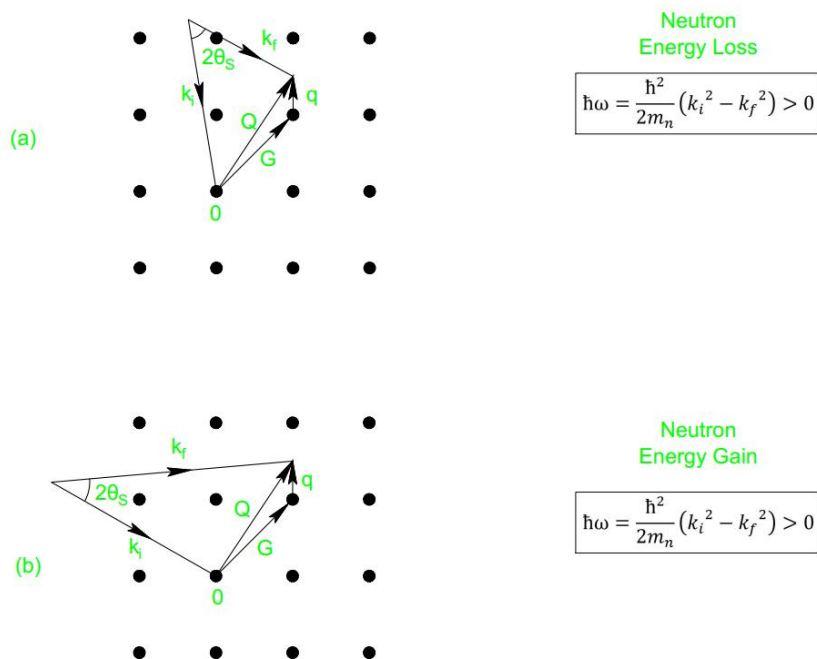 Neutron
Energy Loss
k_f
2θ_S
ħω = ħ²/2m_n (k_i² − k_f²) > 0
k_i
q
Q
(a)
G
0
Neutron
Energy Gain
k_f
2θ_S
q
Q
ħω = ħ²/2m_n (k_i² − k_f²) > 0
k_i
G
(b)
0